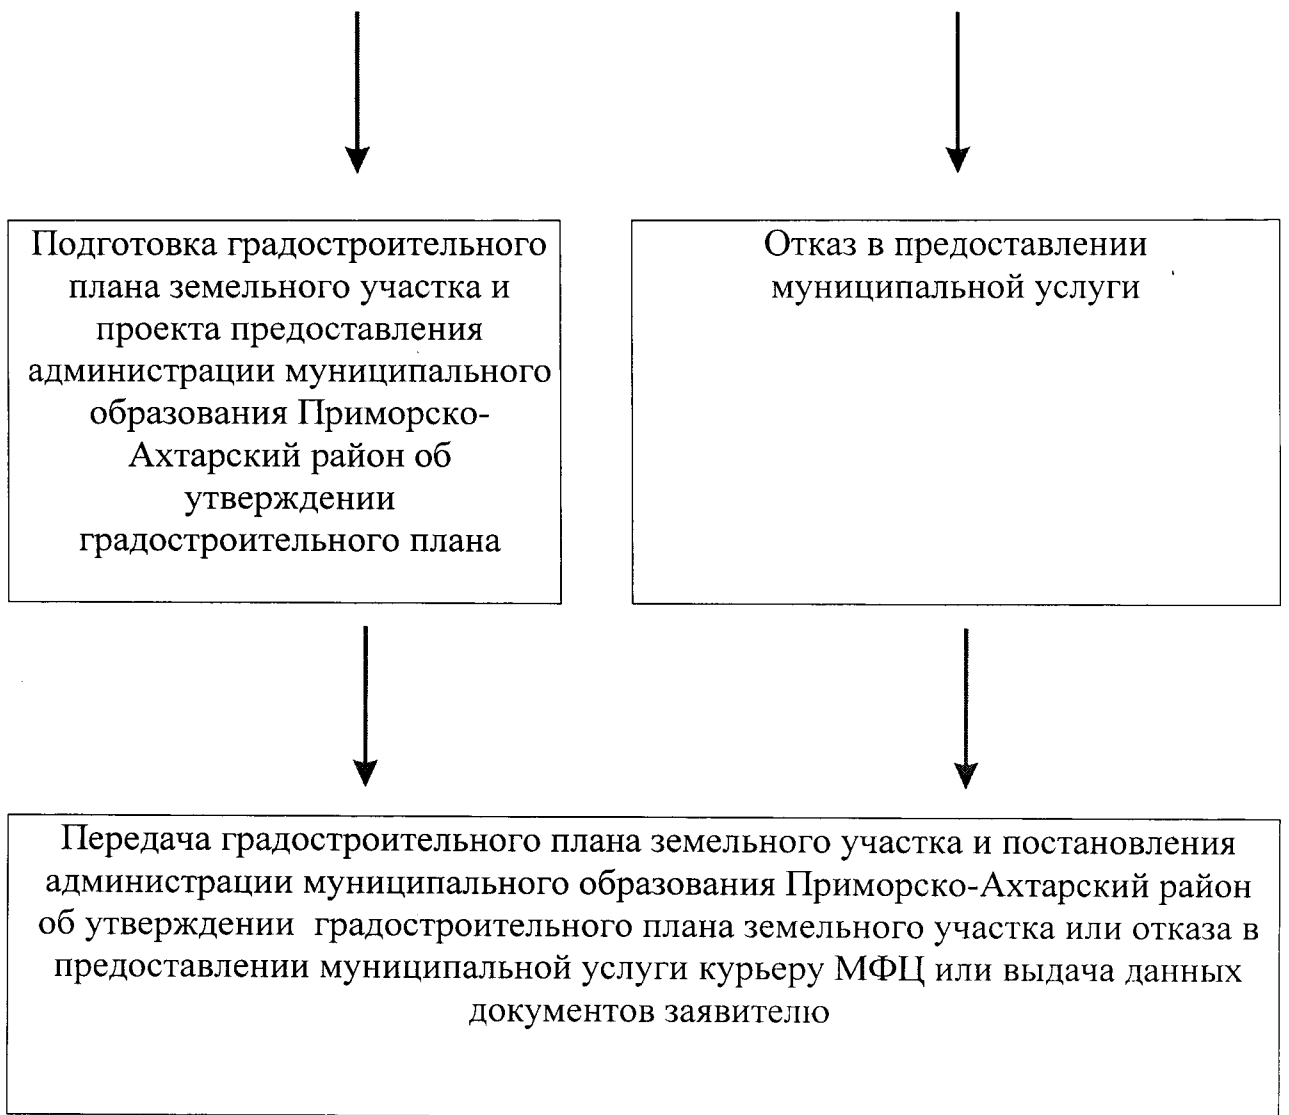 Подготовка градостроительного
плана земельного участка и
проекта предоставления
администрации муниципального
образования Приморско-
Ахтарский район об
утверждении
градостроительного плана
Отказ в предоставлении
муниципальной услуги
Передача градостроительного плана земельного участка и постановления
администрации муниципального образования Приморско-Ахтарский район
об утверждении градостроительного плана земельного участка или отказа в
предоставлении муниципальной услуги курьеру МФЦ или выдача данных
документов заявителю